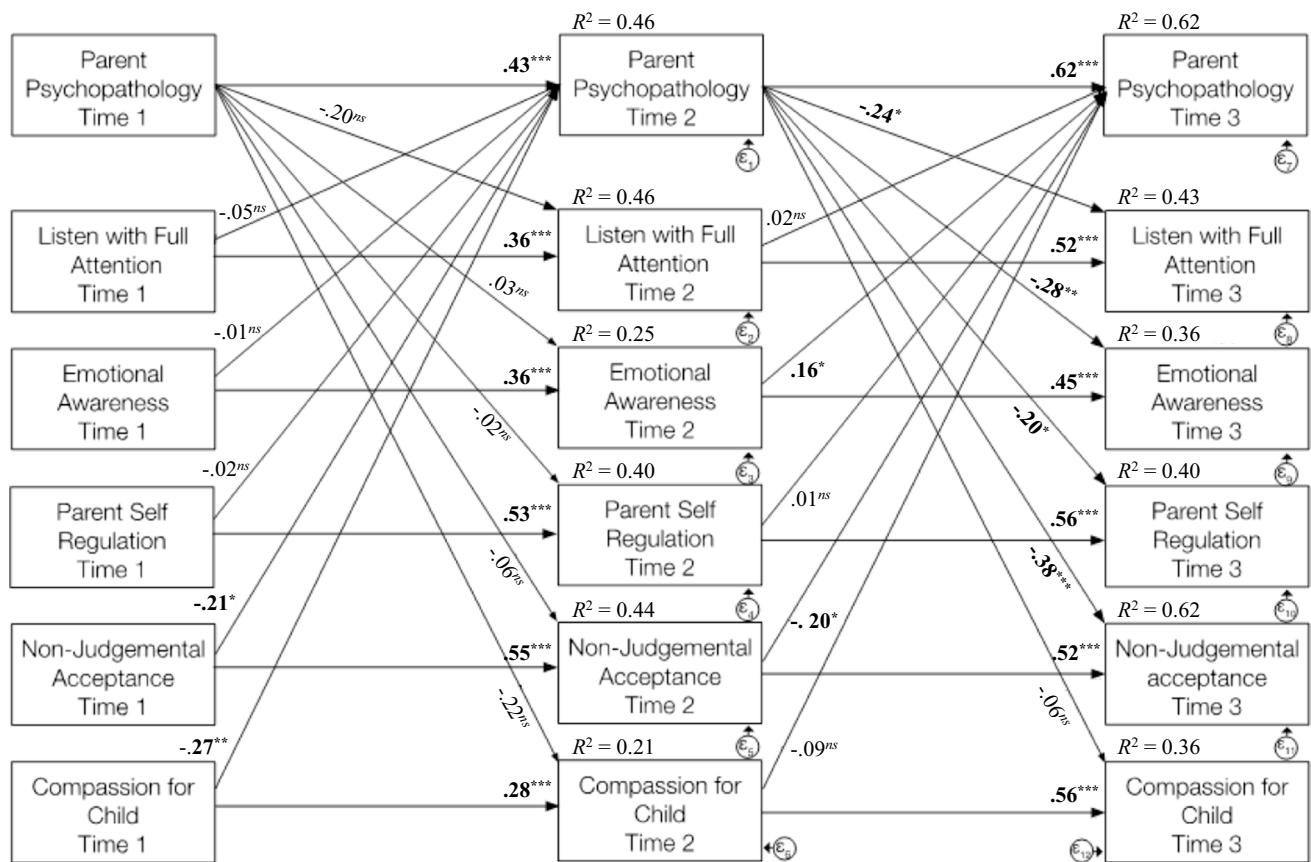 R² = 0.46
R² = 0.62
Parent
Psychopathology
Time 1
.43***
Parent
Psychopathology
Time 2
.62***
Parent
Psychopathology
Time 3
-.20ns
-.24*
ε1
ε7
R² = 0.46
R² = 0.43
-.05ns
.02ns
Listen with Full
Attention
Time 1
.36***
Listen with Full
Attention
Time 2
.52***
Listen with Full
Attention
Time 3
.03ns
-.28**
ε2
ε8
-.01ns
R² = 0.25
R² = 0.36
Emotional
Awareness
Time 1
.36***
Emotional
Awareness
Time 2
.16*
.45***
Emotional
Awareness
Time 3
-.02ns
-.20*
ε3
ε9
-.02ns
R² = 0.40
R² = 0.40
Parent Self
Regulation
Time 1
.53***
Parent Self
Regulation
Time 2
.01ns
.56***
Parent Self
Regulation
Time 3
-.06ns
-.38***
ε4
ε10
-.21*
R² = 0.44
-. 20*
R² = 0.62
Non-Judgemental
Acceptance
Time 1
.55***
Non-Judgemental
Acceptance
Time 2
.52***
Non-Judgemental
acceptance
Time 3
-.22ns
-.06ns
ε5
ε11
-.27**
R² = 0.21
-.09ns
R² = 0.36
Compassion for
Child
Time 1
.28***
Compassion for
Child
Time 2
.56***
Compassion for
Child
Time 3
ε6
ε12